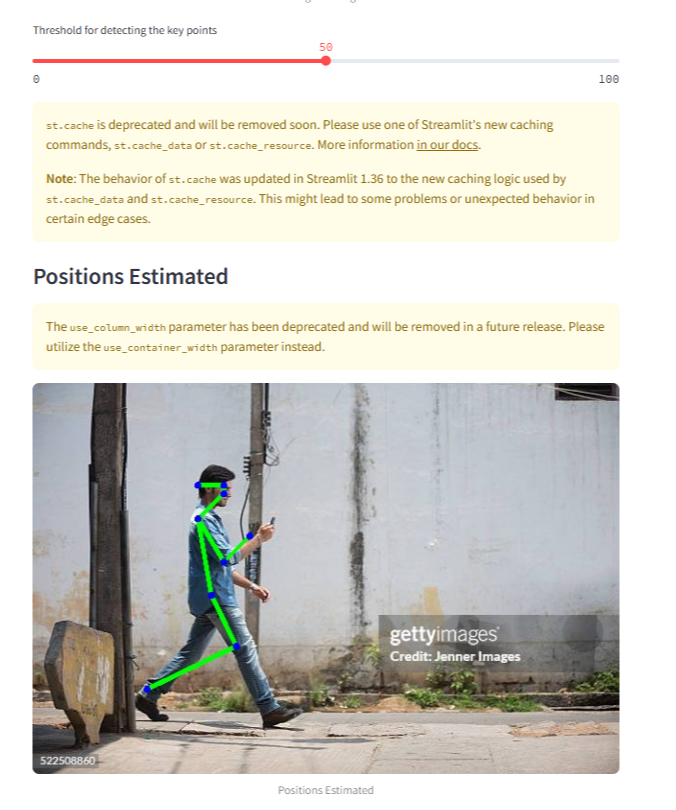 Threshold for detecting the key points
50
0 100
st.cache is deprecated and will be removed soon. Please use one of Streamlit's new caching
commands, st.cache_data or st.cache_resource. More information in our docs.
Note: The behavior of st.cache was updated in Streamlit 1.36 to the new caching logic used by
st.cache_data and st.cache_resource. This might lead to some problems or unexpected behavior in
certain edge cases.
Positions Estimated
The use_column_width parameter has been deprecated and will be removed in a future release. Please
utilize the use_container_width parameter instead.
gettyimages®
Credit: Jenner Images
522508860
Positions Estimated